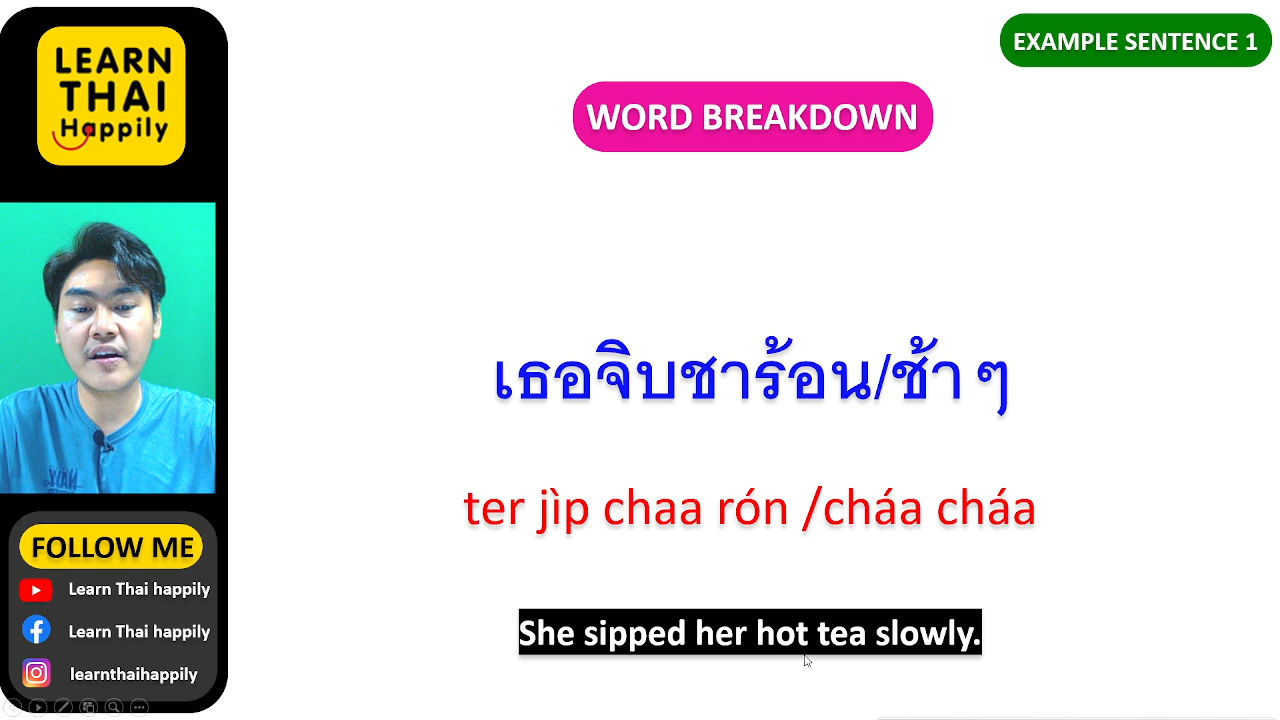 LEARN
THAI
Happily
EXAMPLE SENTENCE 1
WORD BREAKDOWN
เธอจิบชาร้อน/ช้า ๆ
ter jìp chaa rón /cháa cháa
She sipped her hot tea slowly.
FOLLOW ME
Learn Thai happily
Learn Thai happily
learnthaihappily